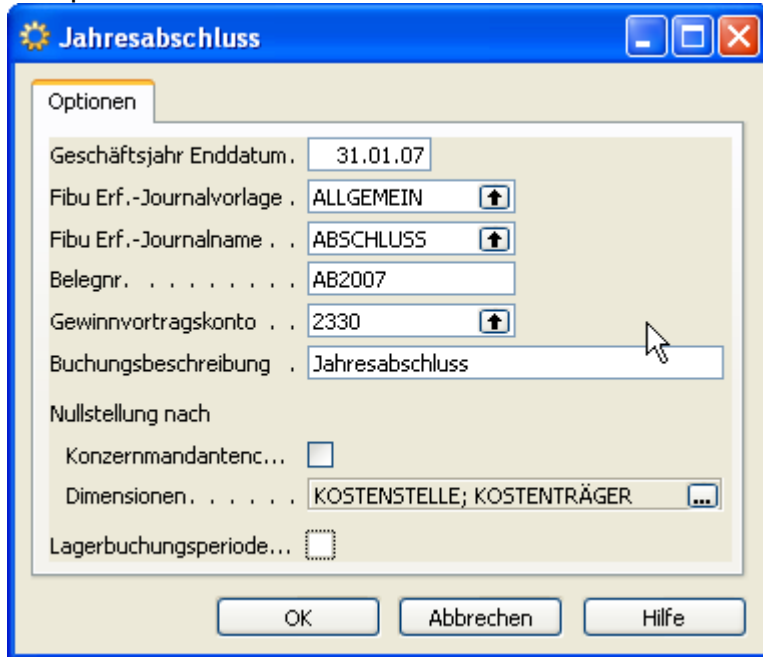 Jahresabschluss
Optionen
Geschäftsjahr Enddatum. 31.01.07
Fibu Erf.-Journalvorlage . ALLGEMEIN
Fibu Erf.-Journalname . . ABSCHLUSS
Belegnr. . . . . . . . . . AB2007
Gewinnvortragskonto . . 2330
Buchungsbeschreibung . Jahresabschluss
Nullstellung nach
Konzernmandantenc...
Dimensionen. . . . . . KOSTENSTELLE; KOSTENTRÄGER ...
Lagerbuchungsperiode...
OK Abbrechen Hilfe